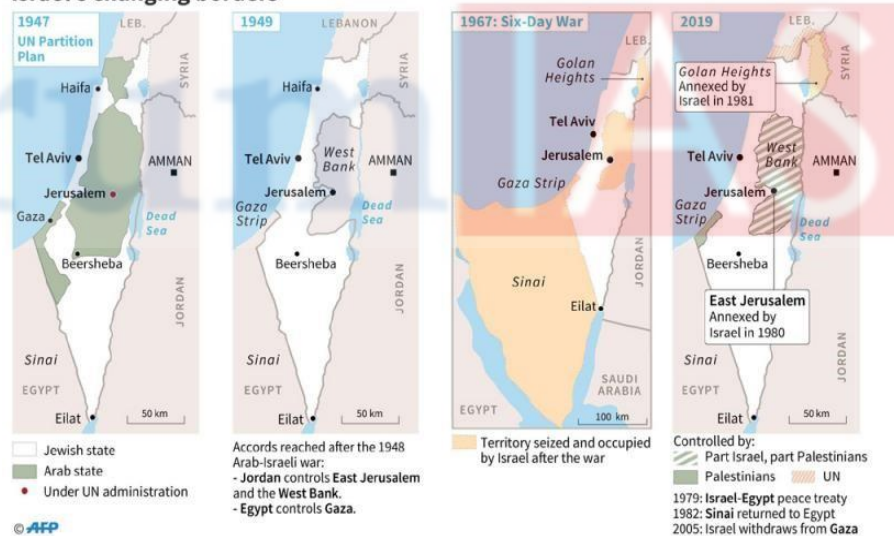 1947
UN Partition
Plan
LEB.
SYRIA
Haifa
Tel Aviv
AMMAN
Jerusalem
Gaza
Dead
Sea
Beersheba
JORDAN
Sinai
EGYPT
Eilat
50 km
Jewish state
Arab state
Under UN administration
© AFP
1949
LEBANON
SYRIA
Haifa
Tel Aviv
West
Bank
AMMAN
Jerusalem
Gaza
Strip
Dead
Sea
Beersheba
JORDAN
Sinai
EGYPT
Eilat
50 km
Accords reached after the 1948
Arab-Israeli war:
- Jordan controls East Jerusalem
and the West Bank.
- Egypt controls Gaza.
1967: Six-Day War
LEB.
Golan
Heights
Tel Aviv
Jerusalem
Gaza Strip
Sinai
JORDAN
Eilat
SAUDI
ARABIA
EGYPT
100 km
Territory seized and occupied
by Israel after the war
2019
LEB.
SYRIA
Golan Heights
Annexed by
Israel in 1981
West
Bank
Tel Aviv
AMMAN
Jerusalem
Gaza
Strip
Dead
Sea
Beersheba
East Jerusalem
Annexed by
Israel in 1980
JORDAN
Sinai
EGYPT
Eilat
50 km
Controlled by:
Part Israel, part Palestinians
Palestinians
UN
1979: Israel-Egypt peace treaty
1982: Sinai returned to Egypt
2005: Israel withdraws from Gaza
IAS